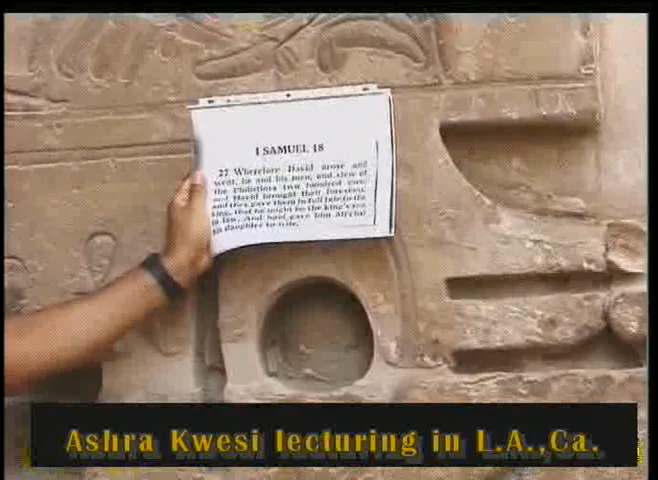 I SAMUEL 18
27 Wherefore David arose and
went, he and his men, and slew of
the Philistines two hundred men;
and David brought their foreskins,
and they gave them in full tale to the
king, that he might be the king's son
in law. And Saul gave him Michal
his daughter to wife.
Ashra Kwesi lecturing in L.A.,Ca.